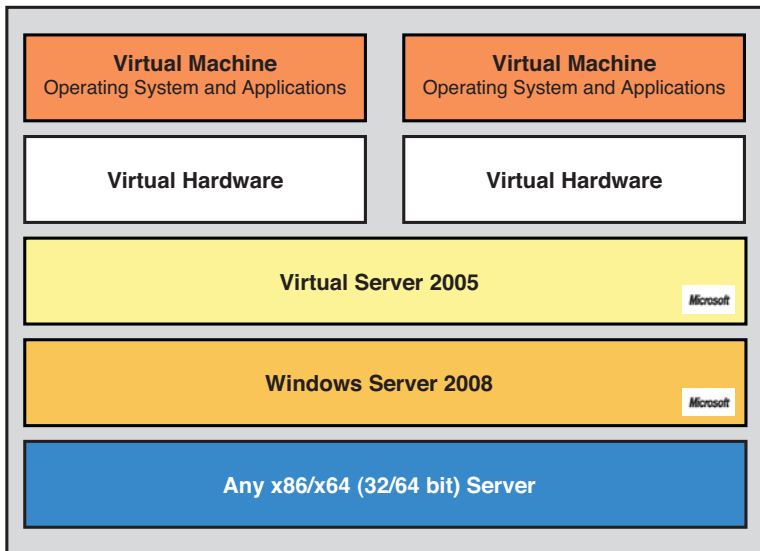 Virtual Machine
Operating System and Applications
Virtual Machine
Operating System and Applications
Virtual Hardware
Virtual Hardware
Virtual Server 2005
Microsoft
Windows Server 2008
Microsoft
Any x86/x64 (32/64 bit) Server